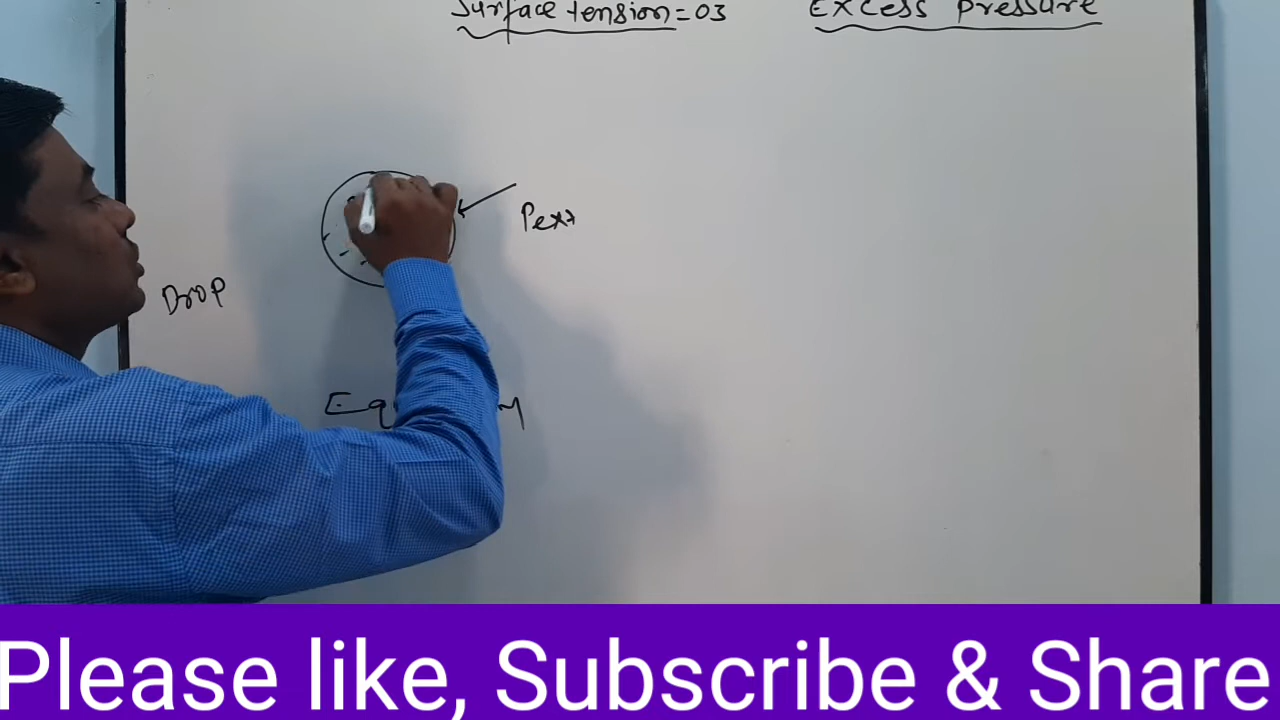 Surface tension = 03
Excess pressure
Pext
Drop
Please like, Subscribe & Share